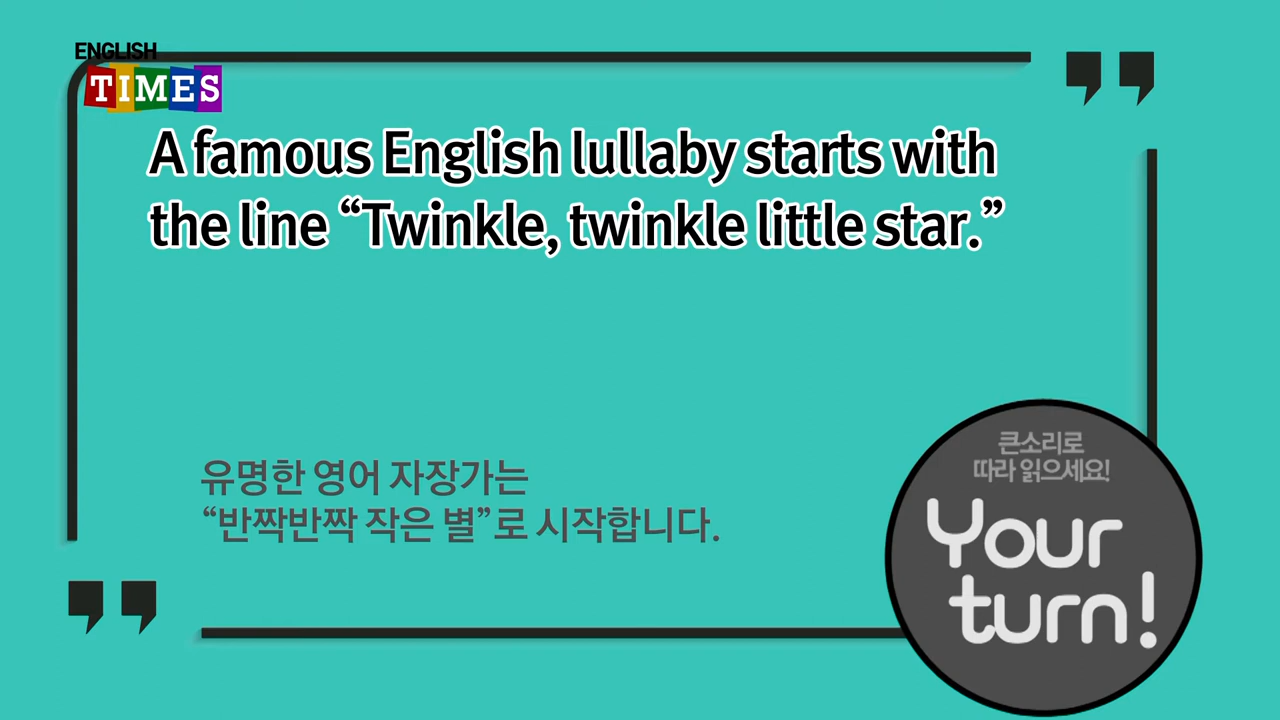 ENGLISH
TIMES
A famous English lullaby starts with
the line “Twinkle, twinkle little star.”
유명한 영어 자장가는
“반짝반짝 작은 별”로 시작합니다.
큰소리로
따라 읽으세요!
Your
turn!